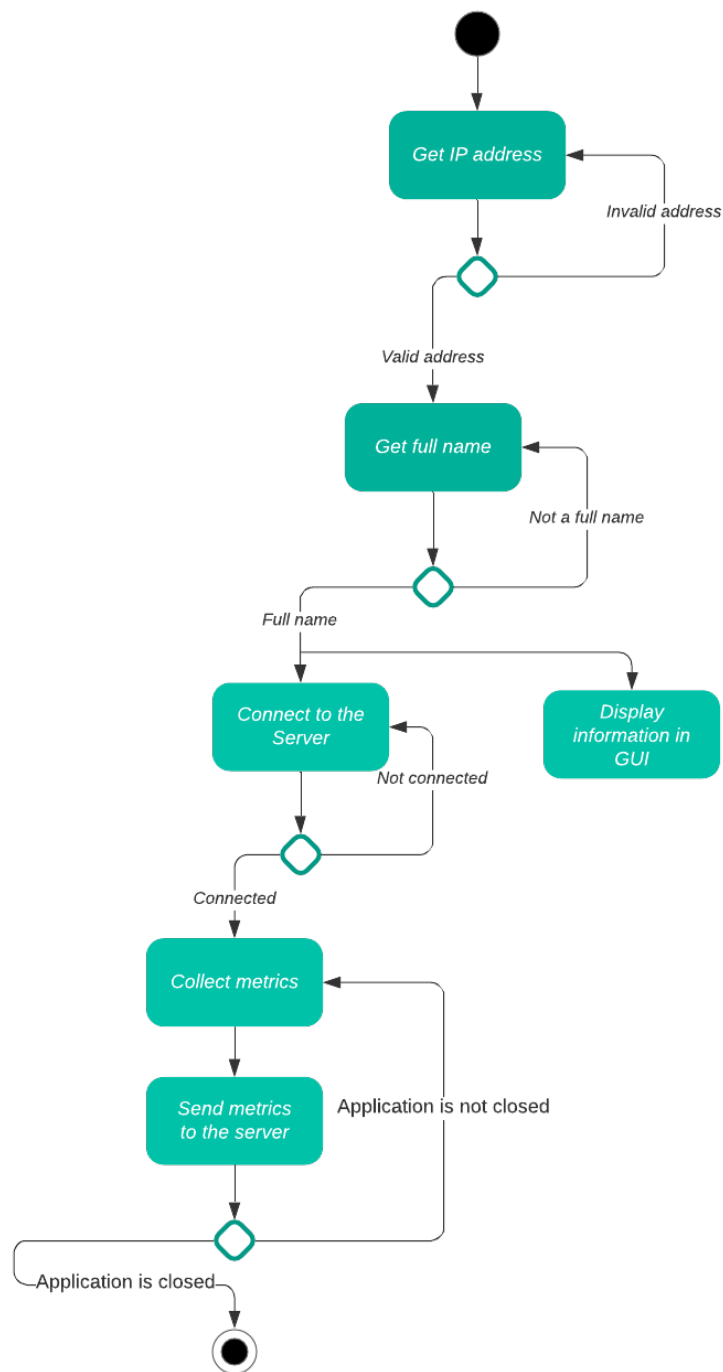 Get IP address
Invalid address
Valid address
Get full name
Not a full name
Full name
Connect to the
Server
Display
information in
GUI
Not connected
Connected
Collect metrics
Send metrics
to the server
Application is not closed
Application is closed